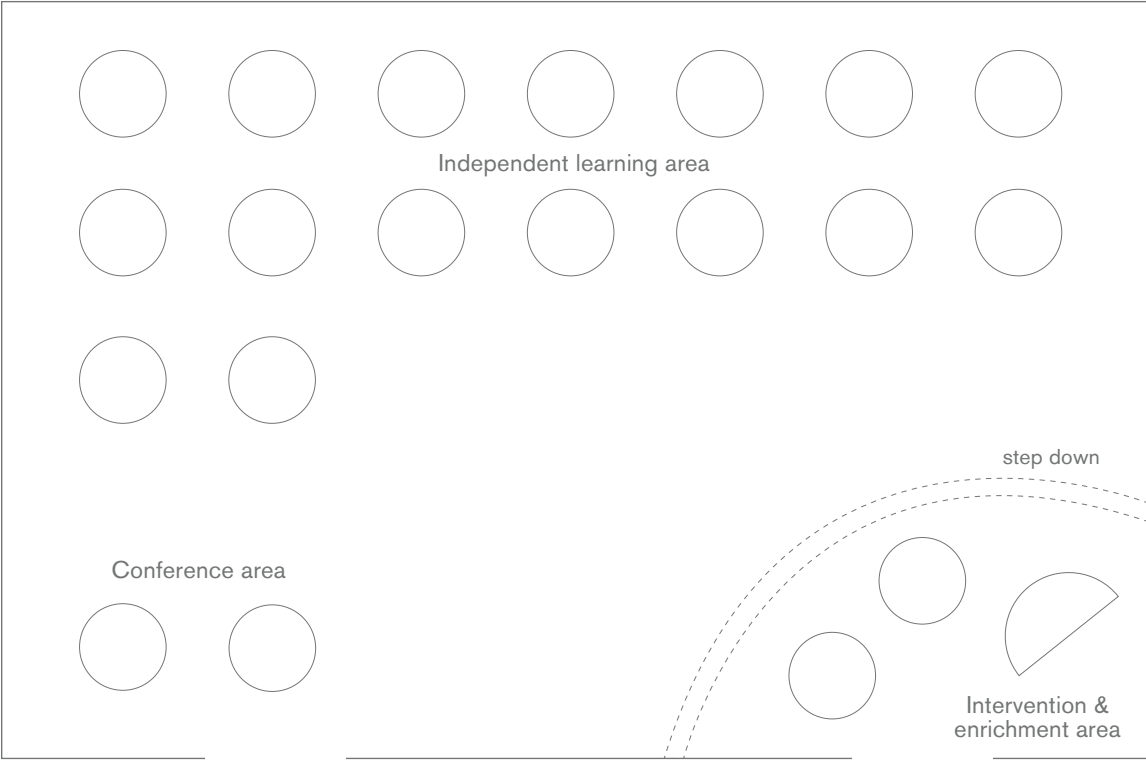 Independent learning area
step down
Conference area
Intervention &
enrichment area